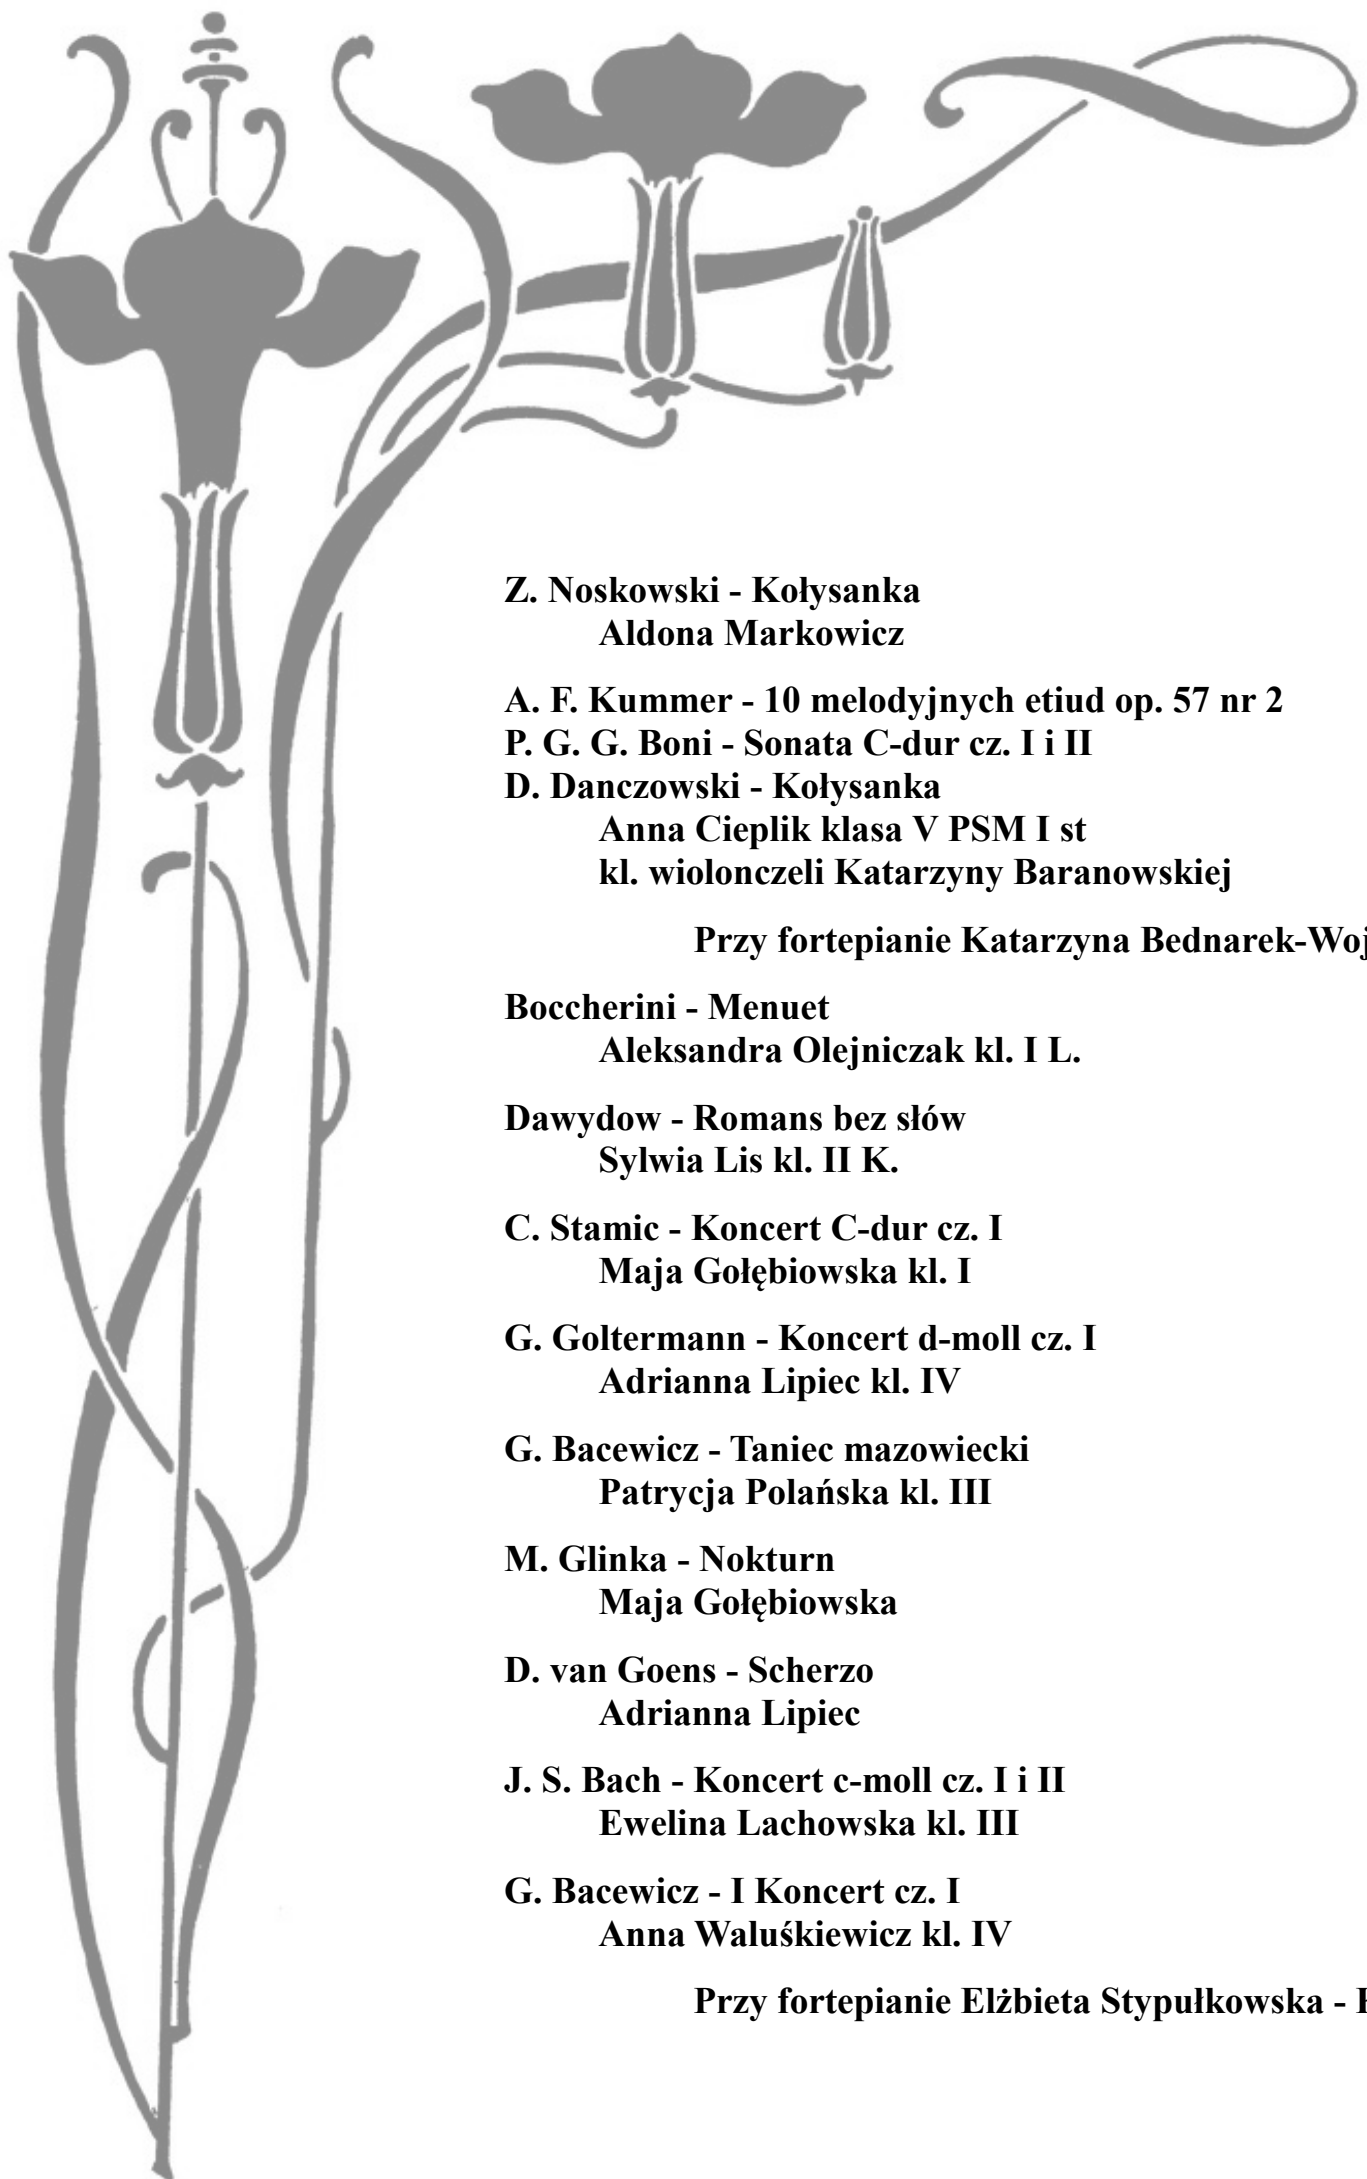 Z. Noskowski - Kołysanka
Aldona Markowicz
A. F. Kummer - 10 melodyjnych etiud op. 57 nr 2
P. G. G. Boni - Sonata C-dur cz. I i II
D. Danczowski - Kołysanka
Anna Cieplik klasa V PSM I st
kl. wiolonczeli Katarzyny Baranowskiej
Przy fortepianie Katarzyna Bednarek-Woj
Boccherini - Menuet
Aleksandra Olejniczak kl. I L.
Dawydow - Romans bez słów
Sylwia Lis kl. II K.
C. Stamic - Koncert C-dur cz. I
Maja Gołębiowska kl. I
G. Goltermann - Koncert d-moll cz. I
Adrianna Lipiec kl. IV
G. Bacewicz - Taniec mazowiecki
Patrycja Polańska kl. III
M. Glinka - Nokturn
Maja Gołębiowska
D. van Goens - Scherzo
Adrianna Lipiec
J. S. Bach - Koncert c-moll cz. I i II
Ewelina Lachowska kl. III
G. Bacewicz - I Koncert cz. I
Anna Waluśkiewicz kl. IV
Przy fortepianie Elżbieta Stypułkowska -